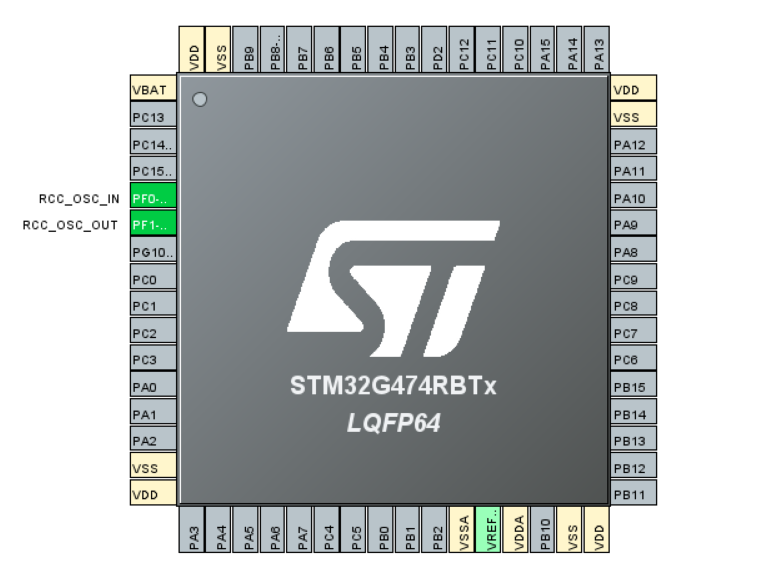 VDD
VSS
PB9
PB8-..
PB7
PB6
PB5
PB4
PB3
PD2
PC12
PC11
PC10
PA15
PA14
PA13
VBAT
PC13
PC14..
PC15..
RCC_OSC_IN PF0-..
RCC_OSC_OUT PF1-..
PG10..
PC0
PC1
PC2
PC3
PA0
PA1
PA2
VSS
VDD
ST
STM32G474RBTx
LQFP64
VDD
VSS
PA12
PA11
PA10
PA9
PA8
PC9
PC8
PC7
PC6
PB15
PB14
PB13
PB12
PB11
PA3
PA4
PA5
PA6
PA7
PC4
PC5
PB0
PB1
PB2
VSSA
VREF..
VDDA
PB10
VSS
VDD